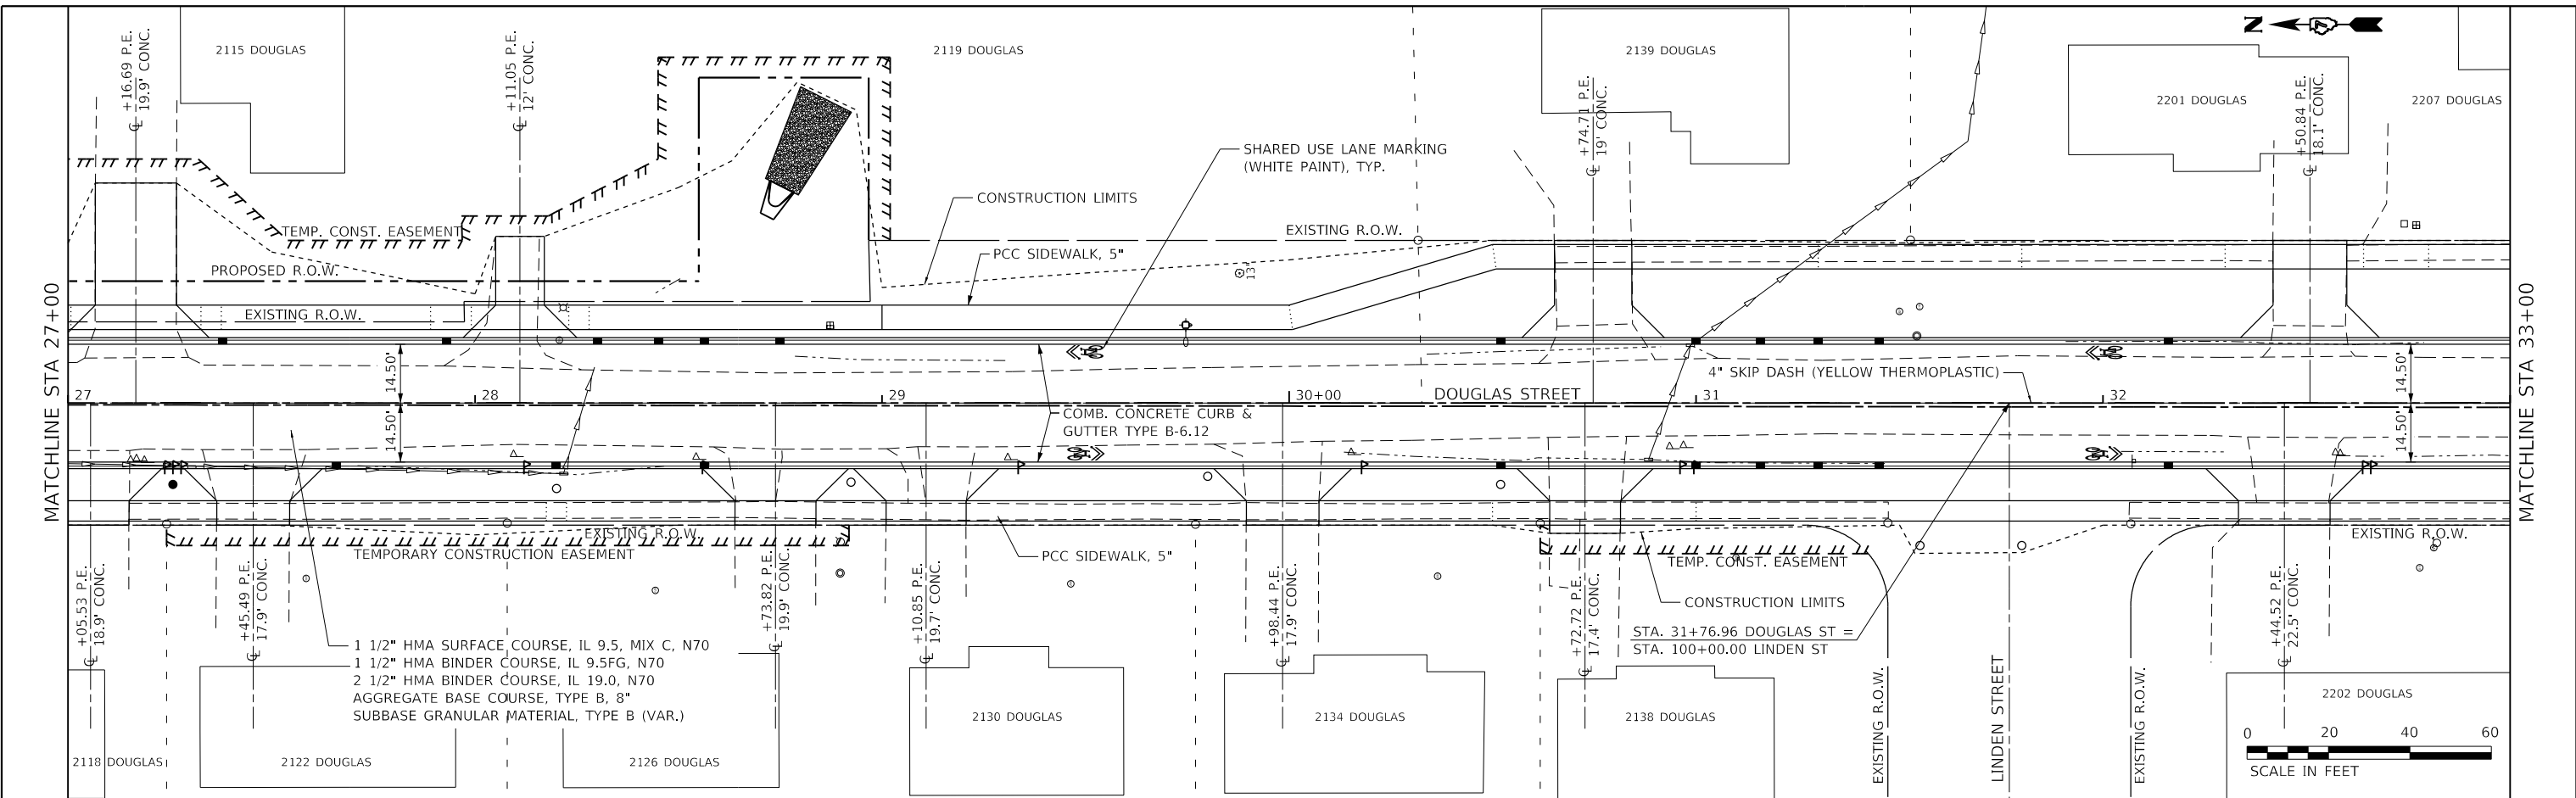 2115 DOUGLAS
2119 DOUGLAS
2139 DOUGLAS
N
2201 DOUGLAS
2207 DOUGLAS
+16.69 P.E.
19.9' CONC.
+11.05 P.E.
12' CONC.
+74.71 P.E.
19' CONC.
+50.84 P.E.
18.1' CONC.
SHARED USE LANE MARKING
(WHITE PAINT), TYP.
CONSTRUCTION LIMITS
TEMP. CONST. EASEMENT
EXISTING R.O.W.
PCC SIDEWALK, 5"
PROPOSED R.O.W.
13"
EXISTING R.O.W.
MATCHLINE STA 27+00
MATCHLINE STA 33+00
14.50'
14.50'
4" SKIP DASH (YELLOW THERMOPLASTIC)
27
28
29
30+00
DOUGLAS STREET
31
32
14.50'
14.50'
COMB. CONCRETE CURB &
GUTTER TYPE B-6.12
EXISTING R.O.W.
TEMPORARY CONSTRUCTION EASEMENT
PCC SIDEWALK, 5"
TEMP. CONST. EASEMENT
EXISTING R.O.W.
CONSTRUCTION LIMITS
+05.53 P.E.
18.9' CONC.
+45.49 P.E.
17.9' CONC.
+73.82 P.E.
19.9' CONC.
+10.85 P.E.
19.7' CONC.
+98.44 P.E.
17.9' CONC.
+72.72 P.E.
17.4' CONC.
+44.52 P.E.
22.5' CONC.
STA. 31+76.96 DOUGLAS ST =
STA. 100+00.00 LINDEN ST
1 1/2" HMA SURFACE COURSE, IL 9.5, MIX C, N70
1 1/2" HMA BINDER COURSE, IL 9.5FG, N70
2 1/2" HMA BINDER COURSE, IL 19.0, N70
AGGREGATE BASE COURSE, TYPE B, 8"
SUBBASE GRANULAR MATERIAL, TYPE B (VAR.)
EXISTING R.O.W.
LINDEN STREET
EXISTING R.O.W.
2118 DOUGLAS
2122 DOUGLAS
2126 DOUGLAS
2130 DOUGLAS
2134 DOUGLAS
2138 DOUGLAS
2202 DOUGLAS
0 20 40 60
SCALE IN FEET